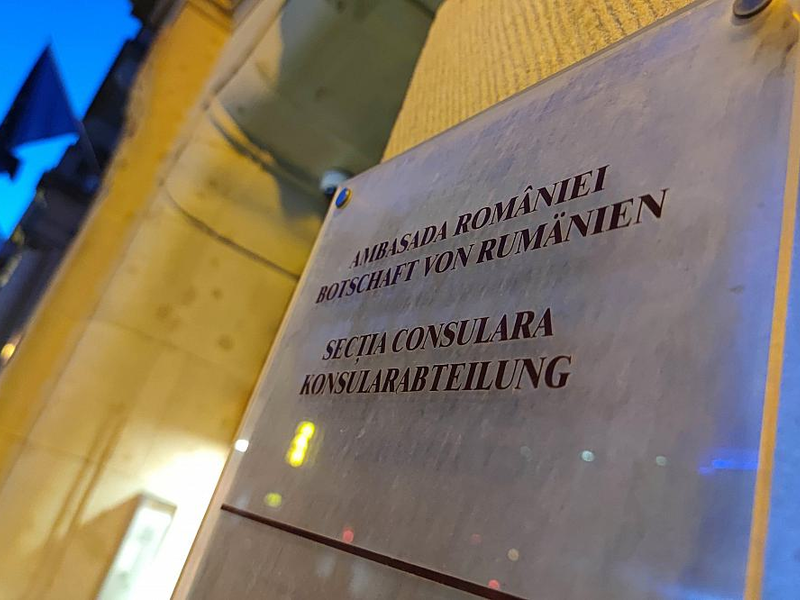 AMBASADA ROMÂNIEI
BOTSCHAFT VON RUMÄNIEN
SECȚIA CONSULARA
KONSULARABTEILUNG